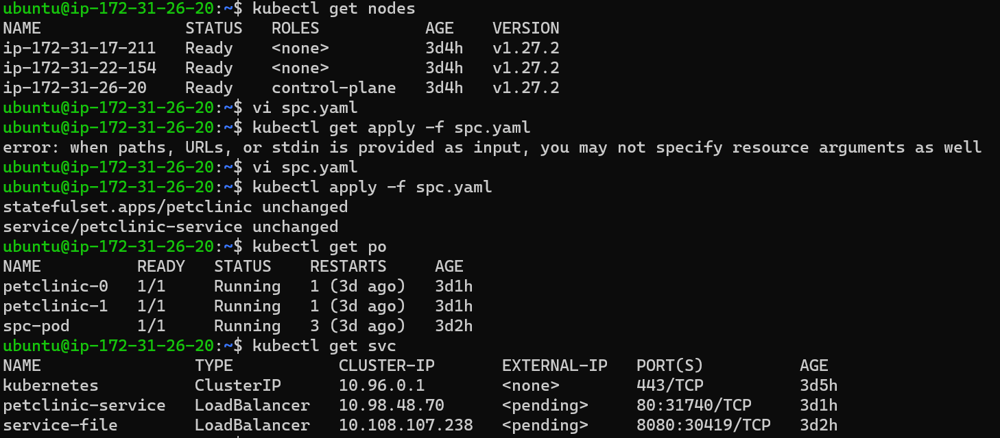 ubuntu@ip-172-31-26-20:~$ kubectl get nodes
NAME STATUS ROLES AGE VERSION
ip-172-31-17-211 Ready <none> 3d4h v1.27.2
ip-172-31-22-154 Ready <none> 3d4h v1.27.2
ip-172-31-26-20 Ready control-plane 3d4h v1.27.2
ubuntu@ip-172-31-26-20:~$ vi spc.yaml
ubuntu@ip-172-31-26-20:~$ kubectl get apply -f spc.yaml
error: when paths, URLs, or stdin is provided as input, you may not specify resource arguments as well
ubuntu@ip-172-31-26-20:~$ vi spc.yaml
ubuntu@ip-172-31-26-20:~$ kubectl apply -f spc.yaml
statefulset.apps/petclinic unchanged
service/petclinic-service unchanged
ubuntu@ip-172-31-26-20:~$ kubectl get po
NAME READY STATUS RESTARTS AGE
petclinic-0 1/1 Running 1 (3d ago) 3d1h
petclinic-1 1/1 Running 1 (3d ago) 3d1h
spc-pod 1/1 Running 3 (3d ago) 3d2h
ubuntu@ip-172-31-26-20:~$ kubectl get svc
NAME TYPE CLUSTER-IP EXTERNAL-IP PORT(S) AGE
kubernetes ClusterIP 10.96.0.1 <none> 443/TCP 3d5h
petclinic-service LoadBalancer 10.98.48.70 <pending> 80:31740/TCP 3d1h
service-file LoadBalancer 10.108.107.238 <pending> 8080:30419/TCP 3d2h